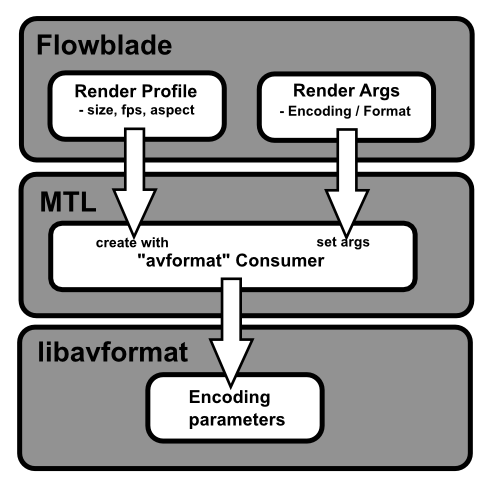 Flowblade
Render Profile
- size, fps, aspect
Render Args
- Encoding / Format
MTL
create with
set args
"avformat" Consumer
libavformat
Encoding
parameters